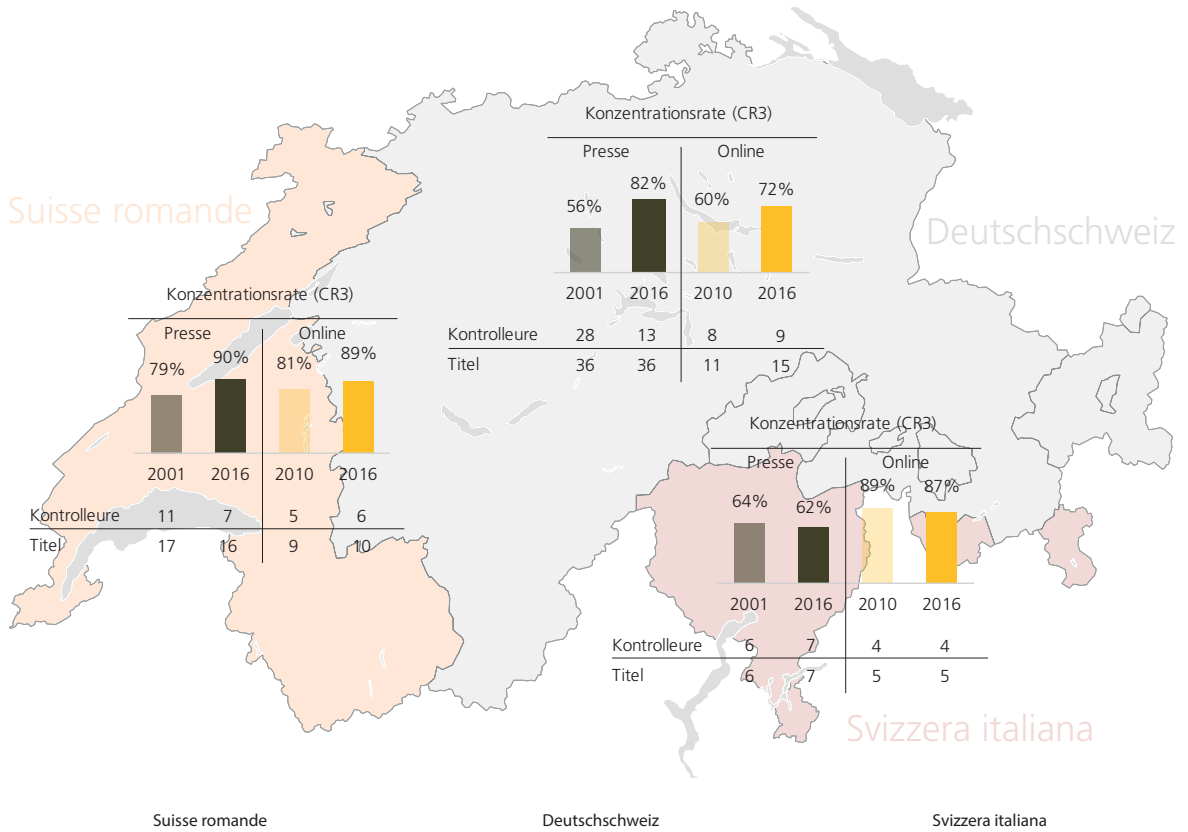 Konzentrationsrate (CR3)
Presse Online
56% 82% 60% 72%
2001 2016 2010 2016
Kontrolleure 28 13 8 9
Titel 36 36 11 15
Suisse romande
Deutschschweiz
Konzentrationsrate (CR3)
Presse Online
79% 90% 81% 89%
2001 2016 2010 2016
Kontrolleure 11 7 5 6
Titel 17 16 9 10
Konzentrationsrate (CR3)
Presse Online
64% 62% 89% 87%
2001 2016 2010 2016
Kontrolleure 6 7 4 4
Titel 6 7 5 5
Svizzera italiana
Suisse romande Deutschschweiz Svizzera italiana